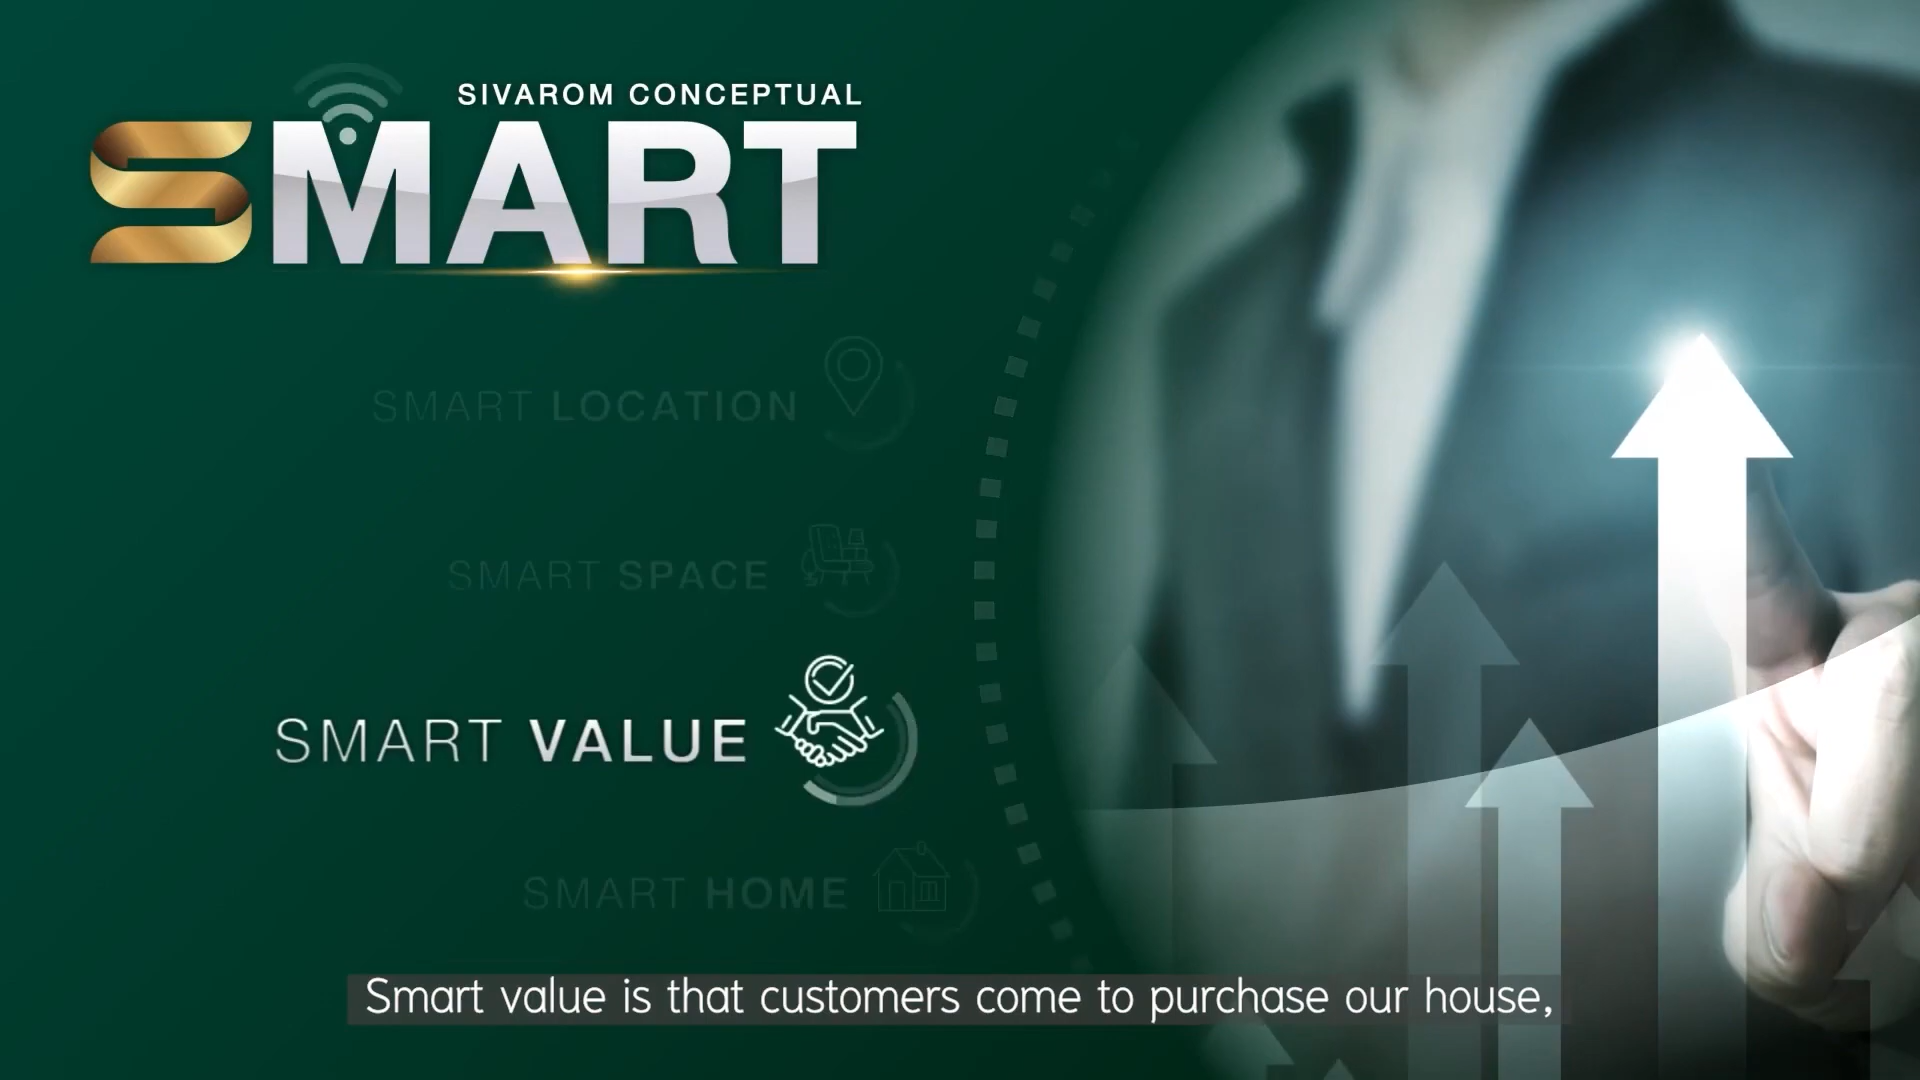 SIVAROM CONCEPTUAL
SMART
SMART LOCATION
SMART SPACE
SMART VALUE
SMART HOME
Smart value is that customers come to purchase our house,